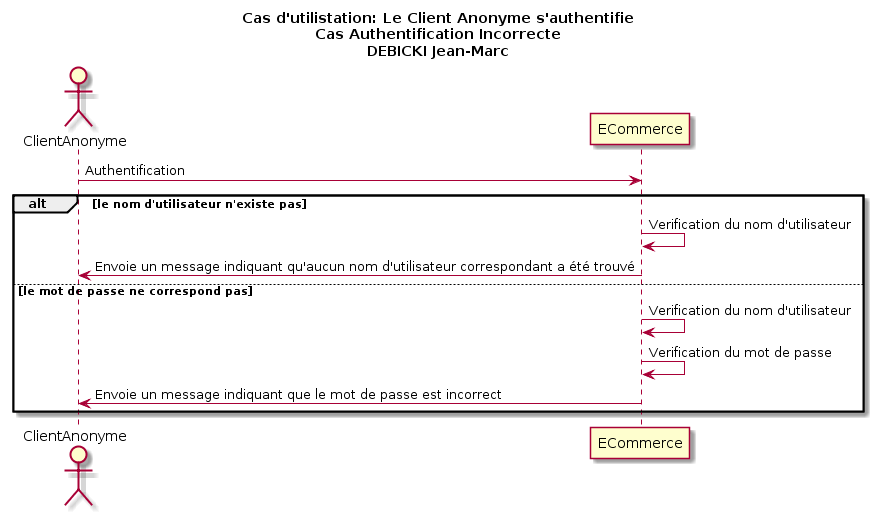 Cas d'utilistation: Le Client Anonyme s'authentifie
Cas Authentification Incorrecte
DEBICKI Jean-Marc
ClientAnonyme
ECommerce
Authentification
alt
[le nom d'utilisateur n'existe pas]
Verification du nom d'utilisateur
Envoie un message indiquant qu'aucun nom d'utilisateur correspondant a été trouvé
[le mot de passe ne correspond pas]
Verification du nom d'utilisateur
Verification du mot de passe
Envoie un message indiquant que le mot de passe est incorrect
ClientAnonyme
ECommerce